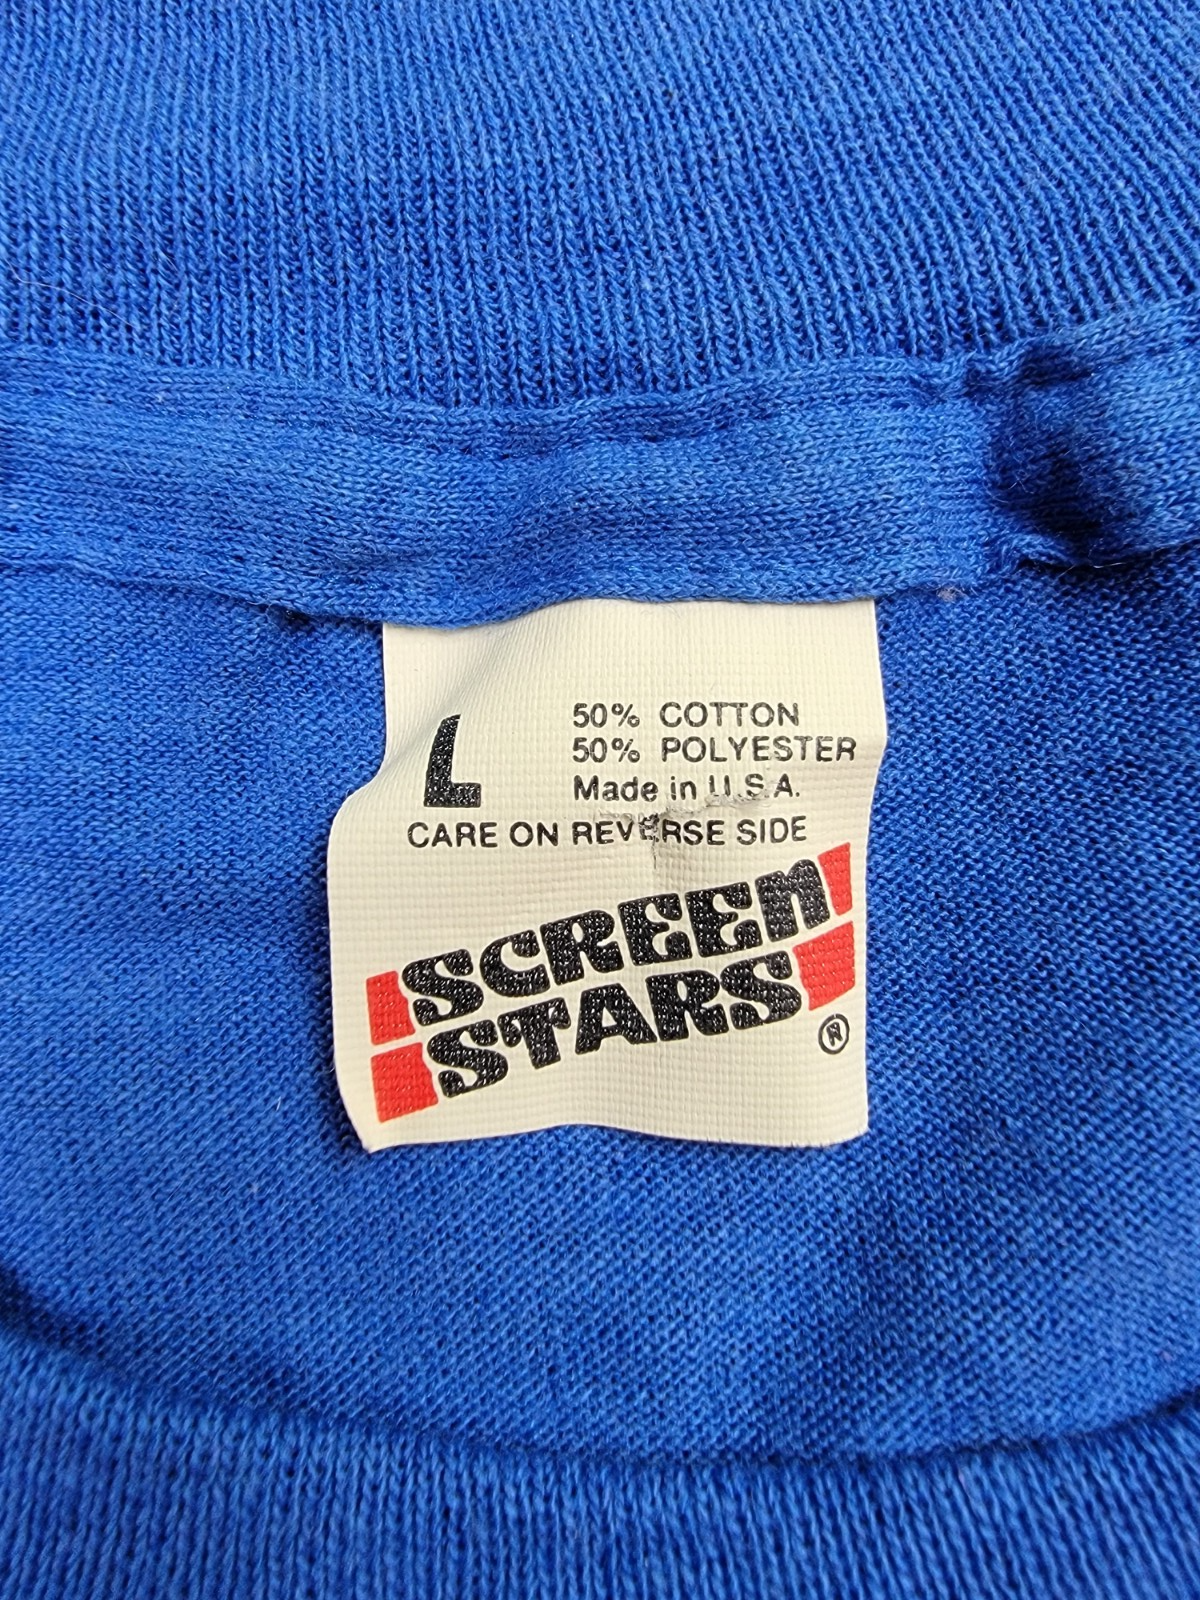 L
50% COTTON
50% POLYESTER
Made in U.S.A.
CARE ON REVERSE SIDE
SCREEN
STARS